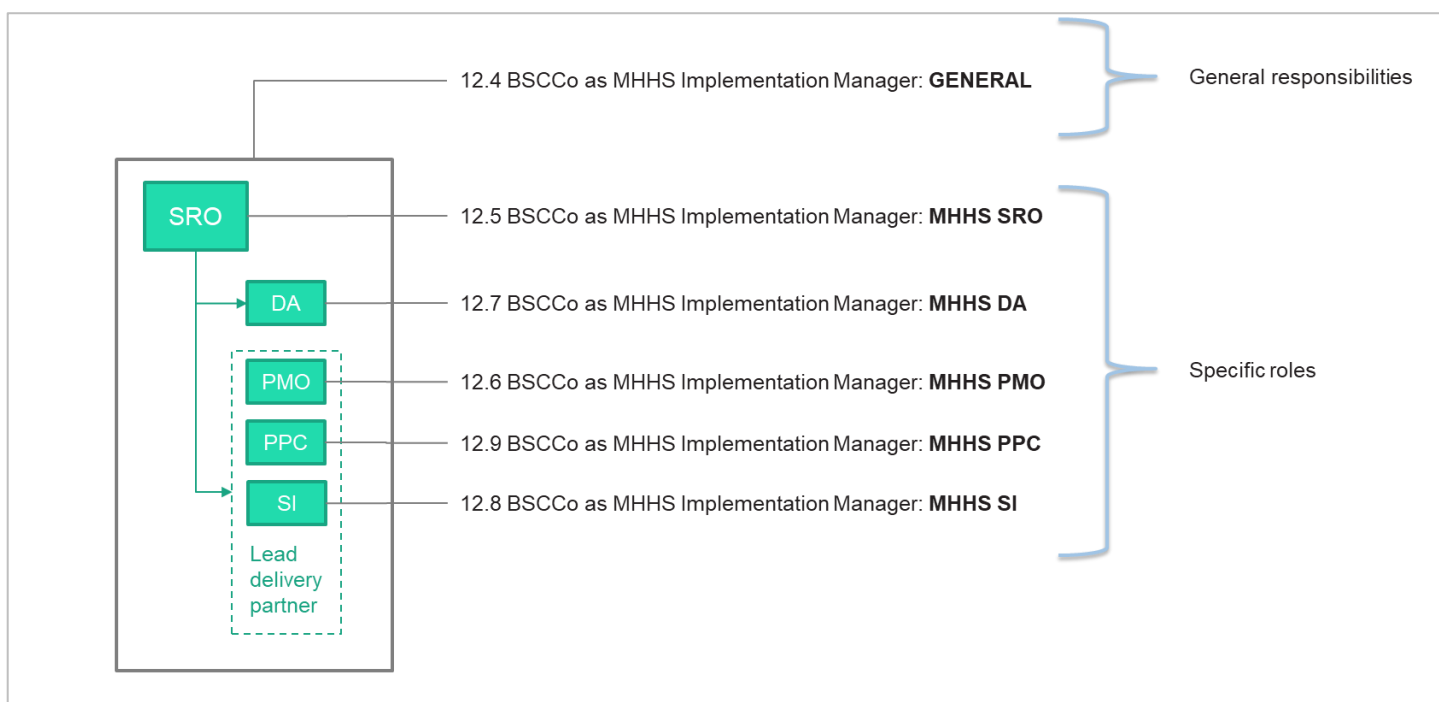 12.4 BSCCo as MHHS Implementation Manager: GENERAL
General responsibilities
SRO
12.5 BSCCo as MHHS Implementation Manager: MHHS SRO
DA
12.7 BSCCo as MHHS Implementation Manager: MHHS DA
PMO
12.6 BSCCo as MHHS Implementation Manager: MHHS PMO
Specific roles
PPC
12.9 BSCCo as MHHS Implementation Manager: MHHS PPC
SI
12.8 BSCCo as MHHS Implementation Manager: MHHS SI
Lead
delivery
partner